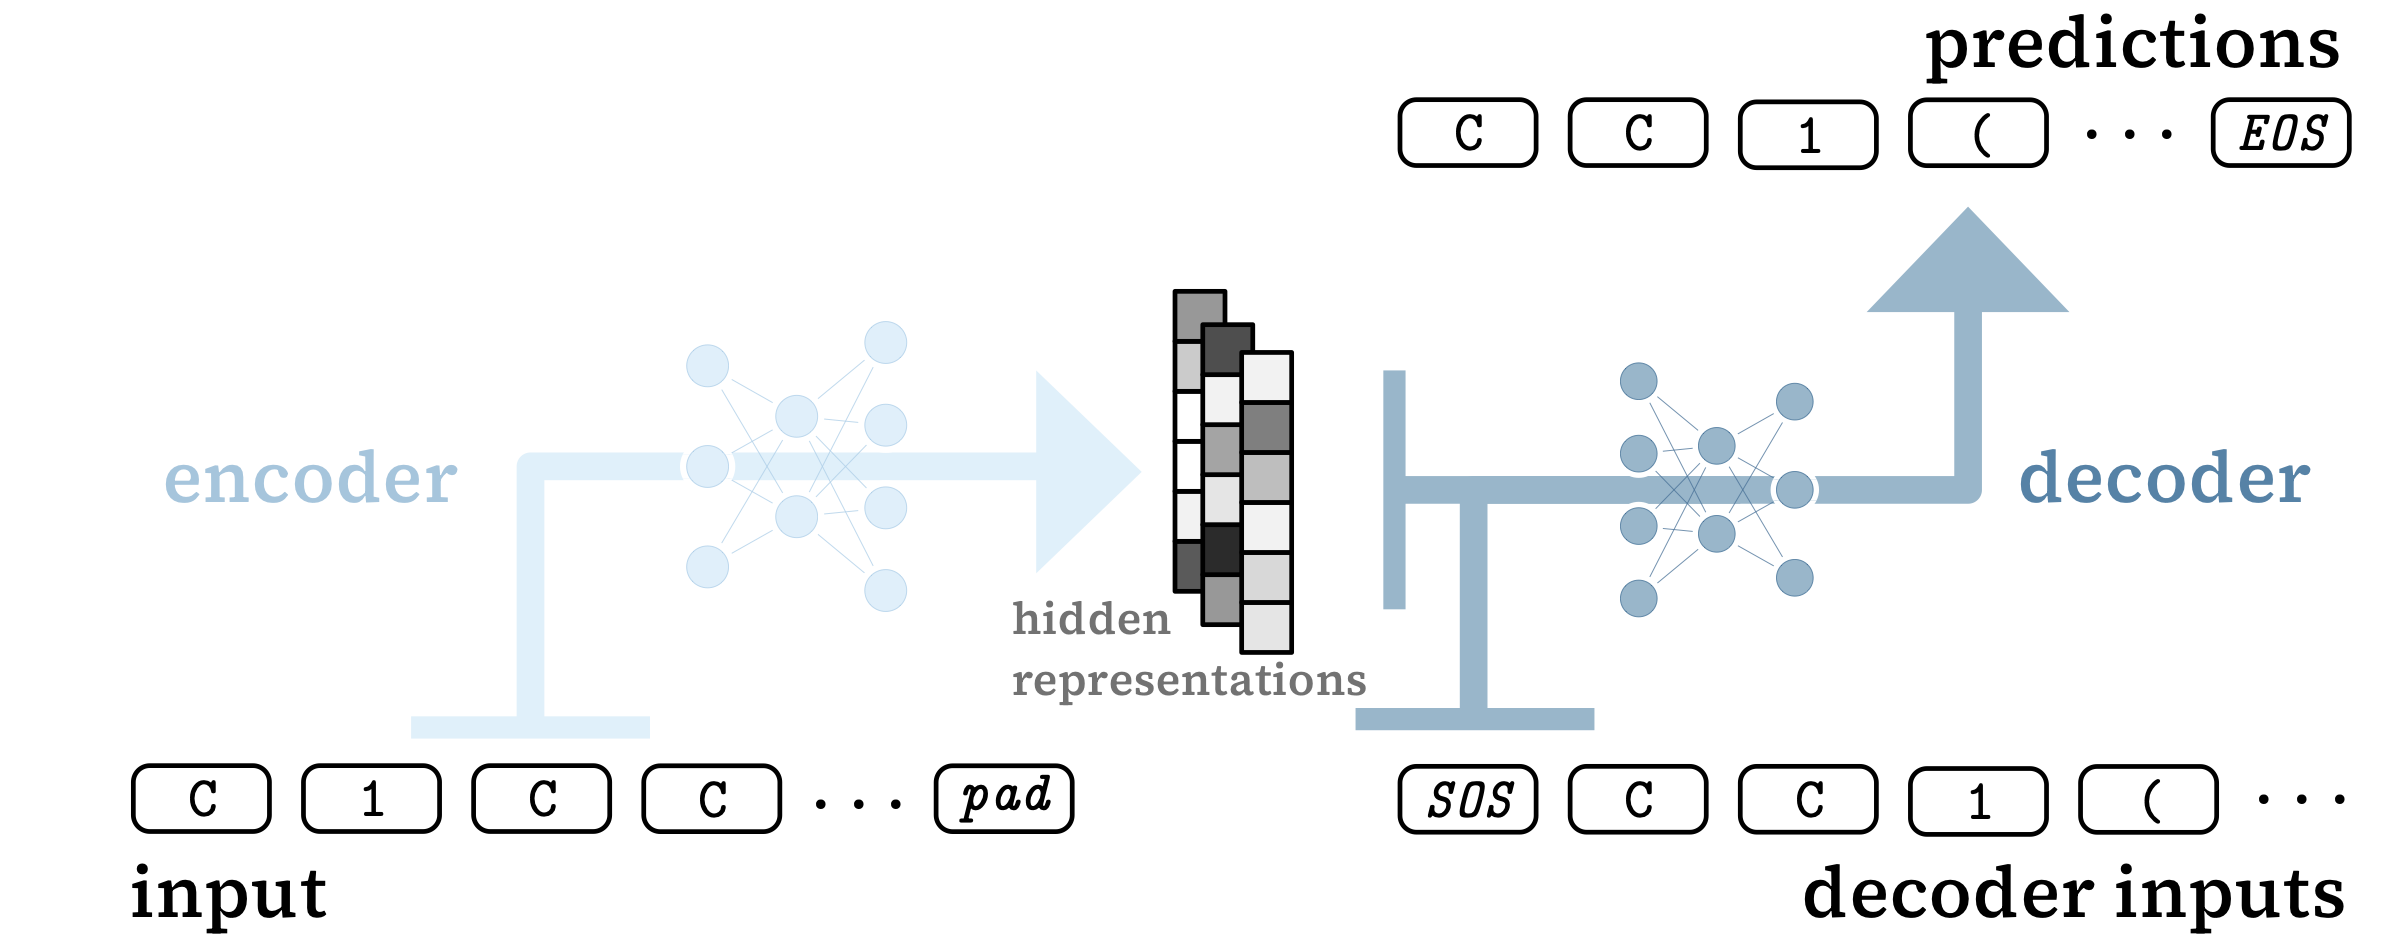 predictions
C C 1 ( ... EOS
encoder
decoder
hidden
representations
C 1 C C ... pad
SOS C C 1 ( ...
input
decoder inputs